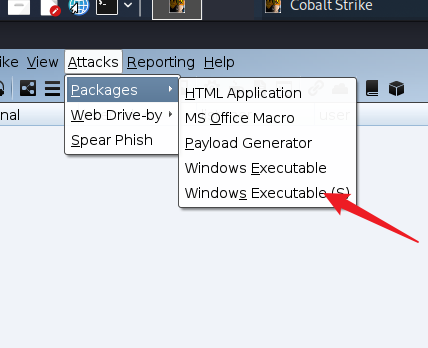 Cobalt Strike
ike View Attacks Reporting Help
nal
user
Packages
Web Drive-by
Spear Phish
HTML Application
MS Office Macro
Payload Generator
Windows Executable
Windows Executable (S)